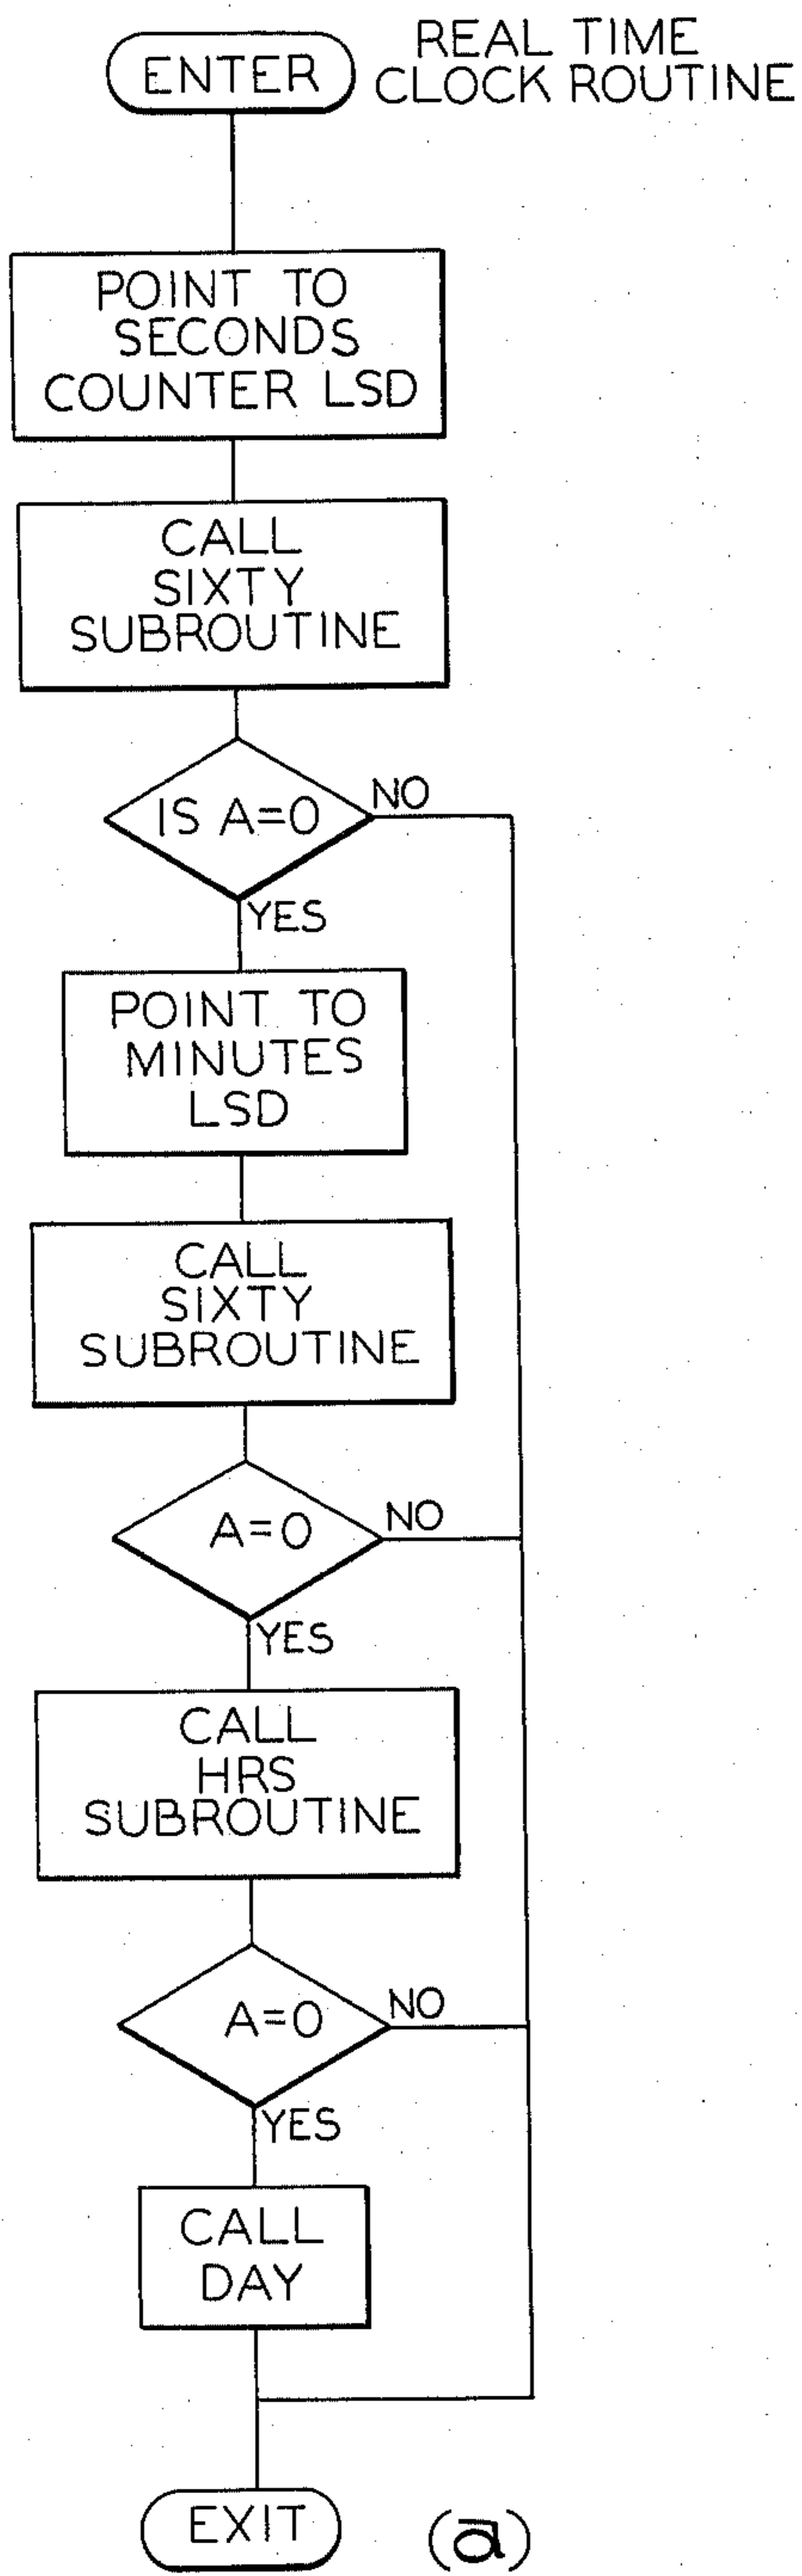 ENTER
REAL TIME
CLOCK ROUTINE
POINT TO
SECONDS
COUNTER LSD
CALL
SIXTY
SUBROUTINE
IS A=0
NO
YES
POINT TO
MINUTES
LSD
CALL
SIXTY
SUBROUTINE
A=0
NO
YES
CALL
HRS
SUBROUTINE
A=0
NO
YES
CALL
DAY
EXIT
(a)